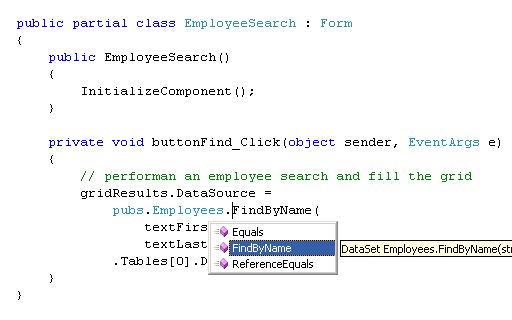 public partial class EmployeeSearch : Form
{
public EmployeeSearch()
{
InitializeComponent();
}
private void buttonFind_Click(object sender, EventArgs e)
{
// performan an employee search and fill the grid
gridResults.DataSource =
pubs.Employees.FindByName(
textFirs
textLast
.Tables[0].D
Equals
FindByName
ReferenceEquals
DataSet Employees.FindByName(str
}
}